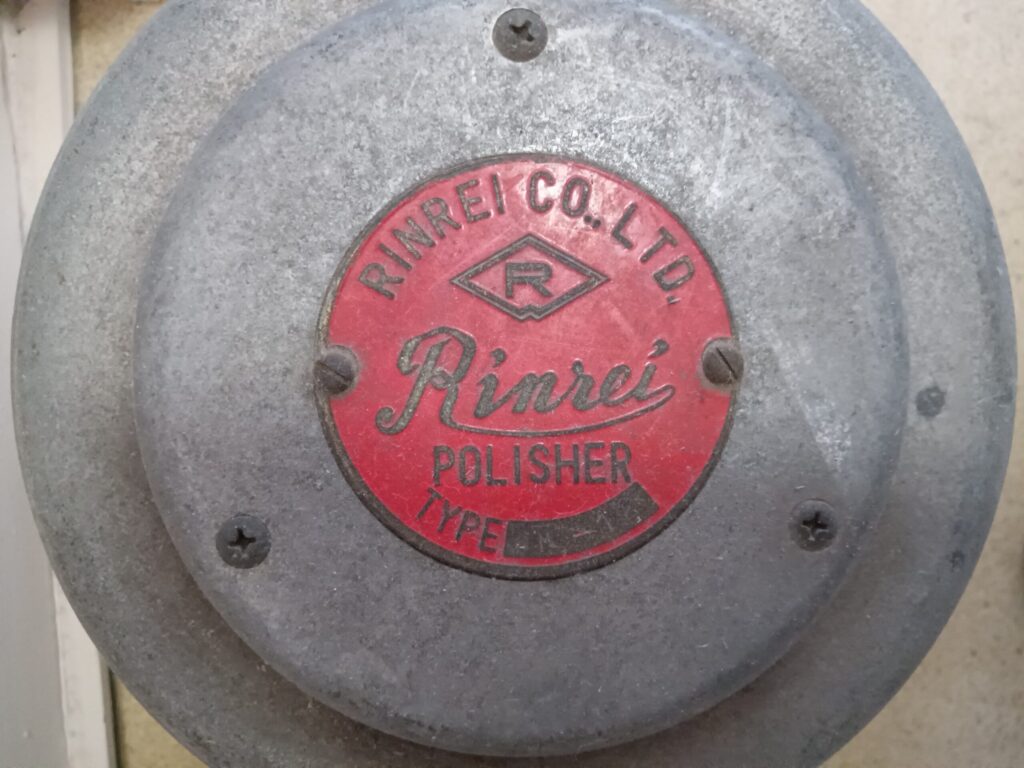 RINREI CO., LTD.
R
Rinrei
POLISHER
TYPE